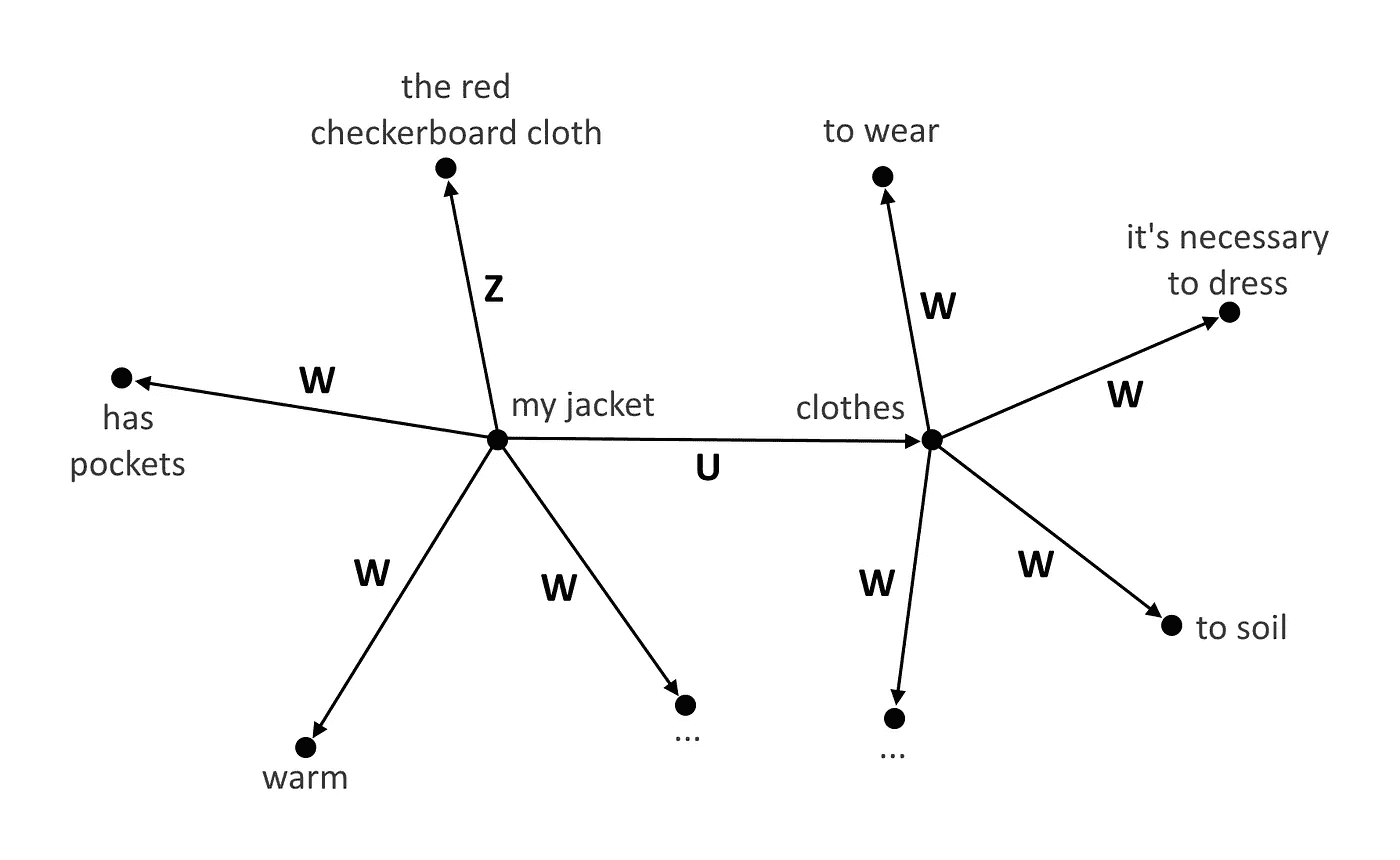 the red
checkerboard cloth
to wear
it's necessary
to dress
Z
W
W
W
has
pockets
my jacket
clothes
U
W
W
W
W
to soil
...
...
warm